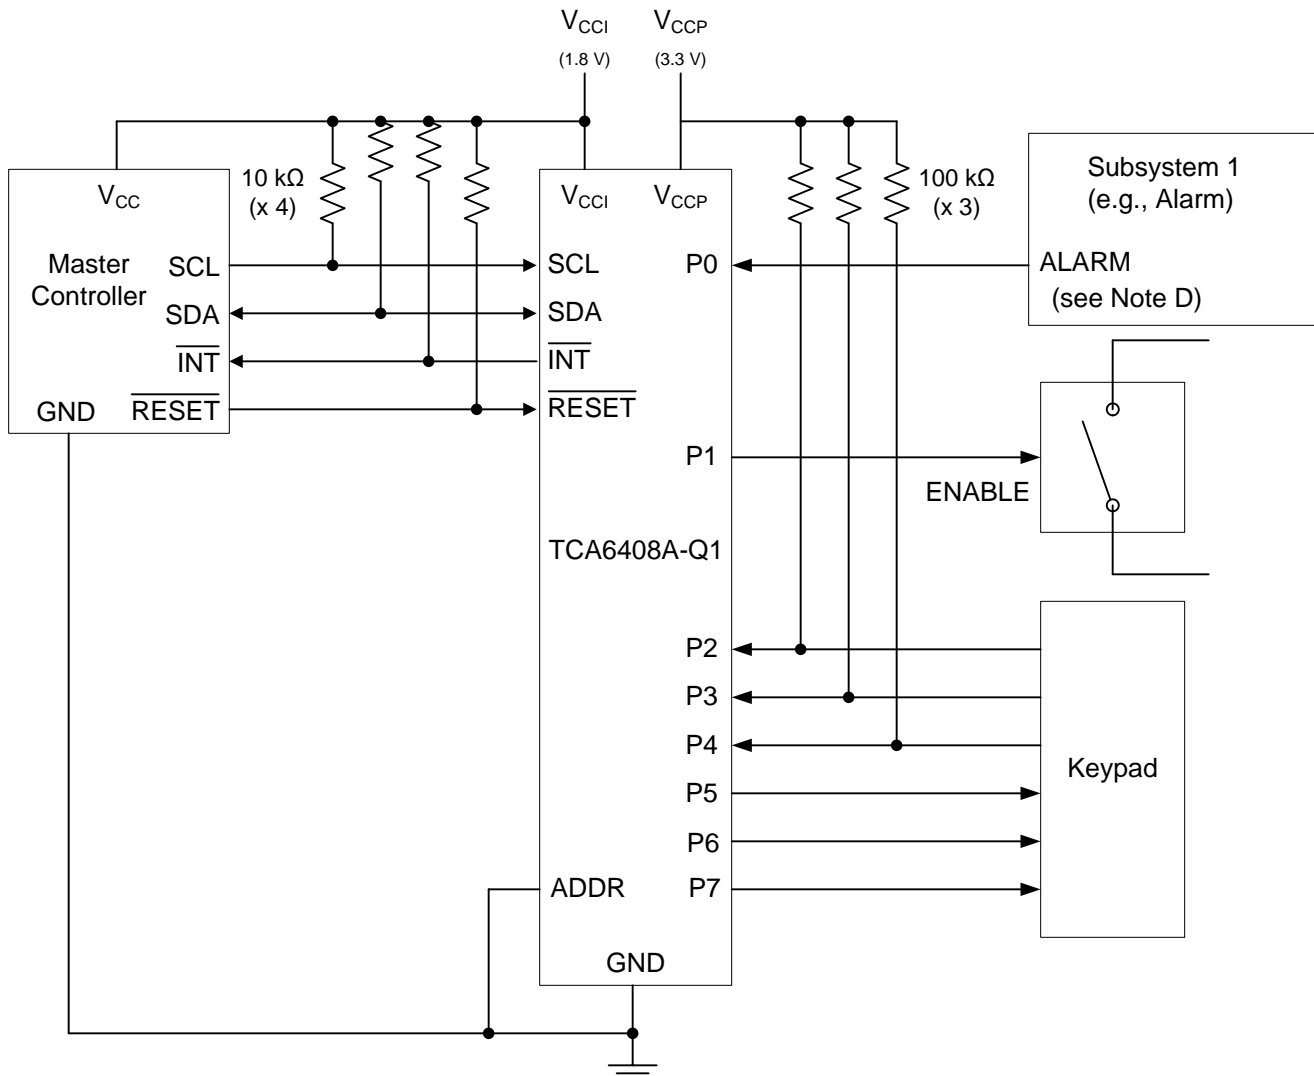 VCCI
(1.8 V)
VCCP
(3.3 V)
VCC
10 kΩ
(x 4)
VCCI
VCCP
100 kΩ
(x 3)
Subsystem 1
(e.g., Alarm)
Master
Controller
SCL
SCL
P0
ALARM
(see Note D)
SDA
SDA
INT
INT
GND
RESET
RESET
P1
ENABLE
TCA6408A-Q1
P2
P3
P4
P5
P6
P7
Keypad
ADDR
GND